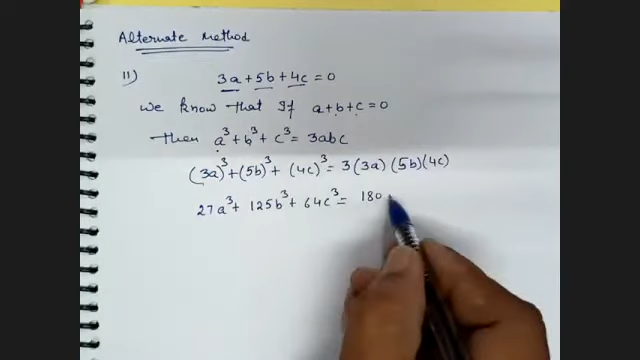 Alternate Method
11) 3a + 5b + 4c = 0
We know that If a + b + c = 0
Then a³ + b³ + c³ = 3abc
(3a)³ + (5b)³ + (4c)³ = 3 (3a) (5b) (4c)
27a³ + 125b³ + 64c³ = 180